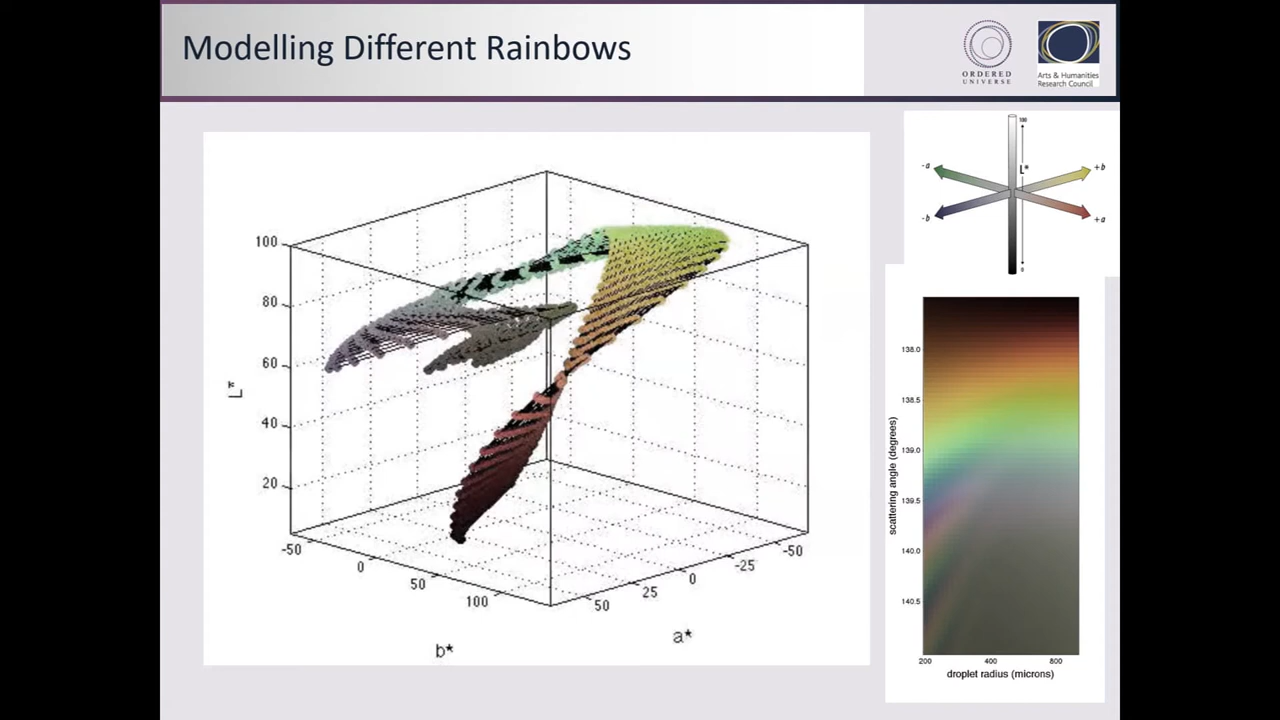 Modelling Different Rainbows
ORDERED
UNIVERSE
Arts & Humanities
Research Council
100
80
60
40
20
L*
-50
0
50
100
b*
50
25
0
-25
-50
a*
100
L*
-a
+b
-b
+a
0
138.0
138.5
139.0
139.5
140.0
140.5
scattering angle (degrees)
200
400
800
droplet radius (microns)